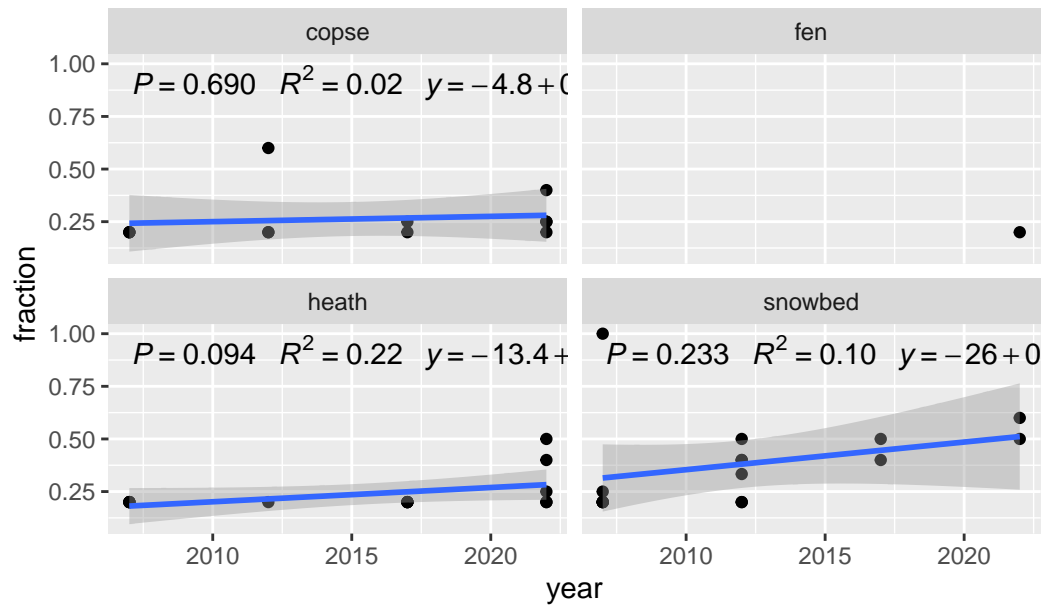 copse
fen
1.00
P = 0.690 R² = 0.02 y = −4.8 + 0
0.75
0.50
0.25
fraction
heath
snowbed
1.00
P = 0.094 R² = 0.22 y = −13.4 +
P = 0.233 R² = 0.10 y = −26 + 0
0.75
0.50
0.25
2010 2015 2020
2010 2015 2020
year